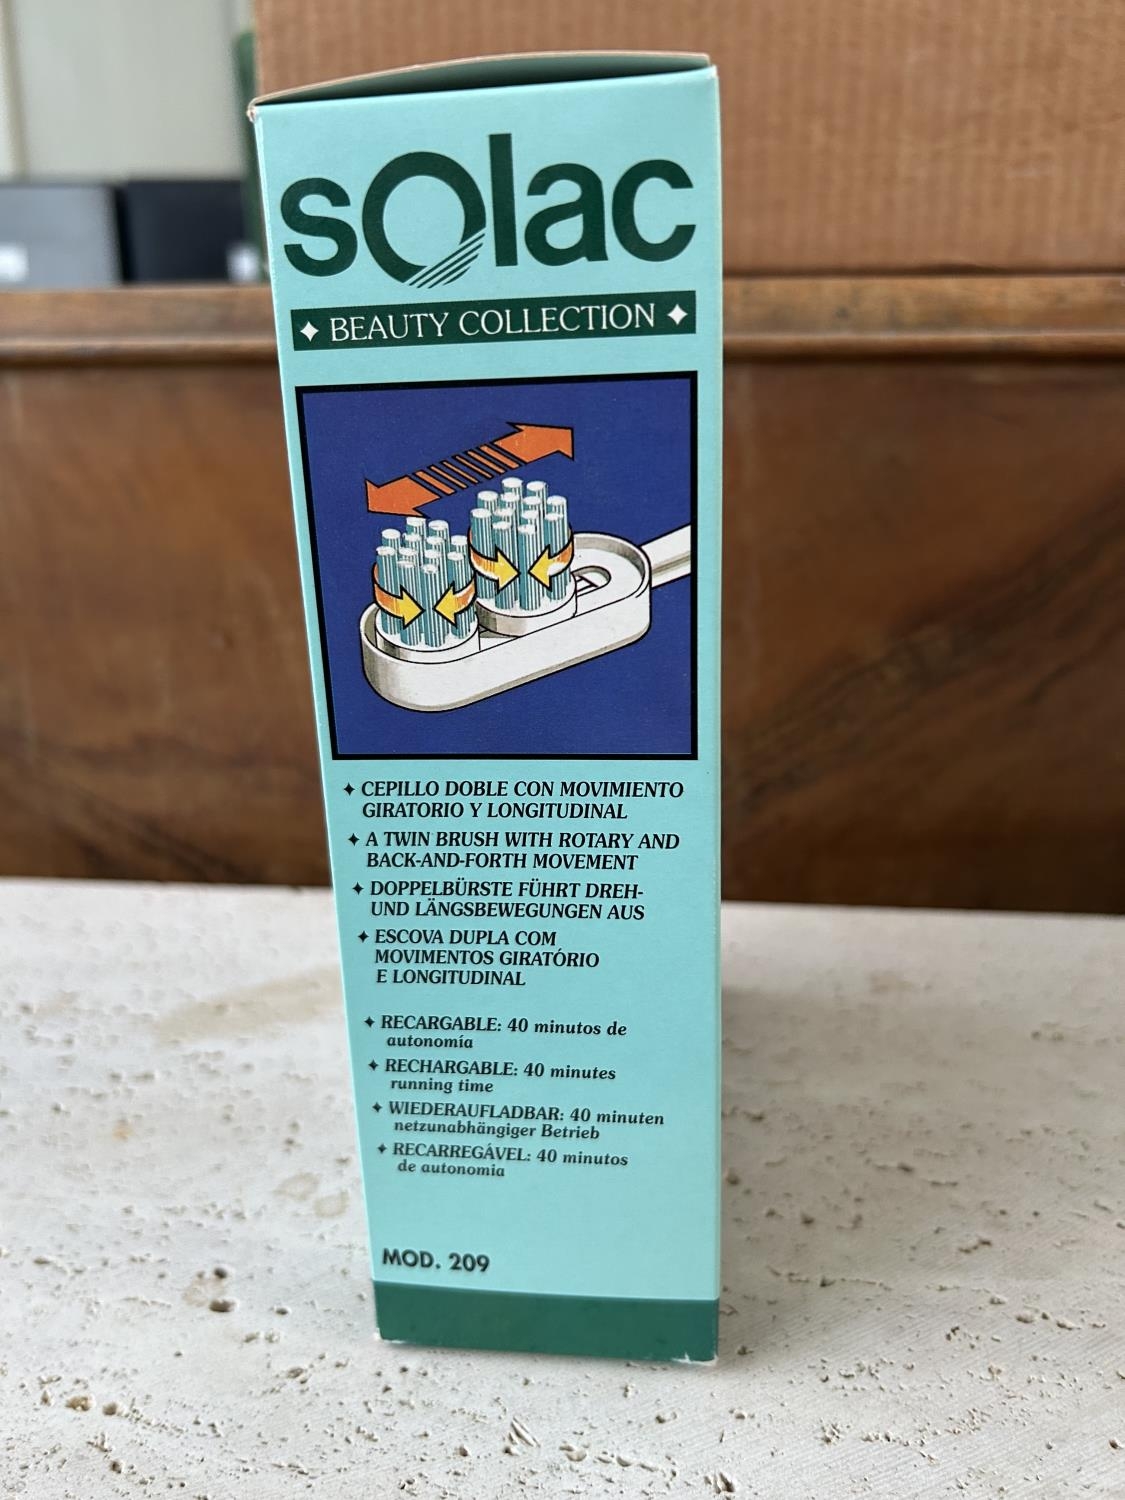 solac
✦ BEAUTY COLLECTION ✦
✦ CEPILLO DOBLE CON MOVIMIENTO
GIRATORIO Y LONGITUDINAL
✦ A TWIN BRUSH WITH ROTARY AND
BACK-AND-FORTH MOVEMENT
✦ DOPPELBÜRSTE FÜHRT DREH-
UND LÄNGSBEWEGUNGEN AUS
✦ ESCOVA DUPLA COM
MOVIMENTOS GIRATÓRIO
E LONGITUDINAL
✦ RECARGABLE: 40 minutos de
autonomía
✦ RECHARGABLE: 40 minutes
running time
✦ WIEDERAUFLADBAR: 40 minuten
netzunabhängiger Betrieb
✦ RECARREGÁVEL: 40 minutos
de autonomia
MOD. 209